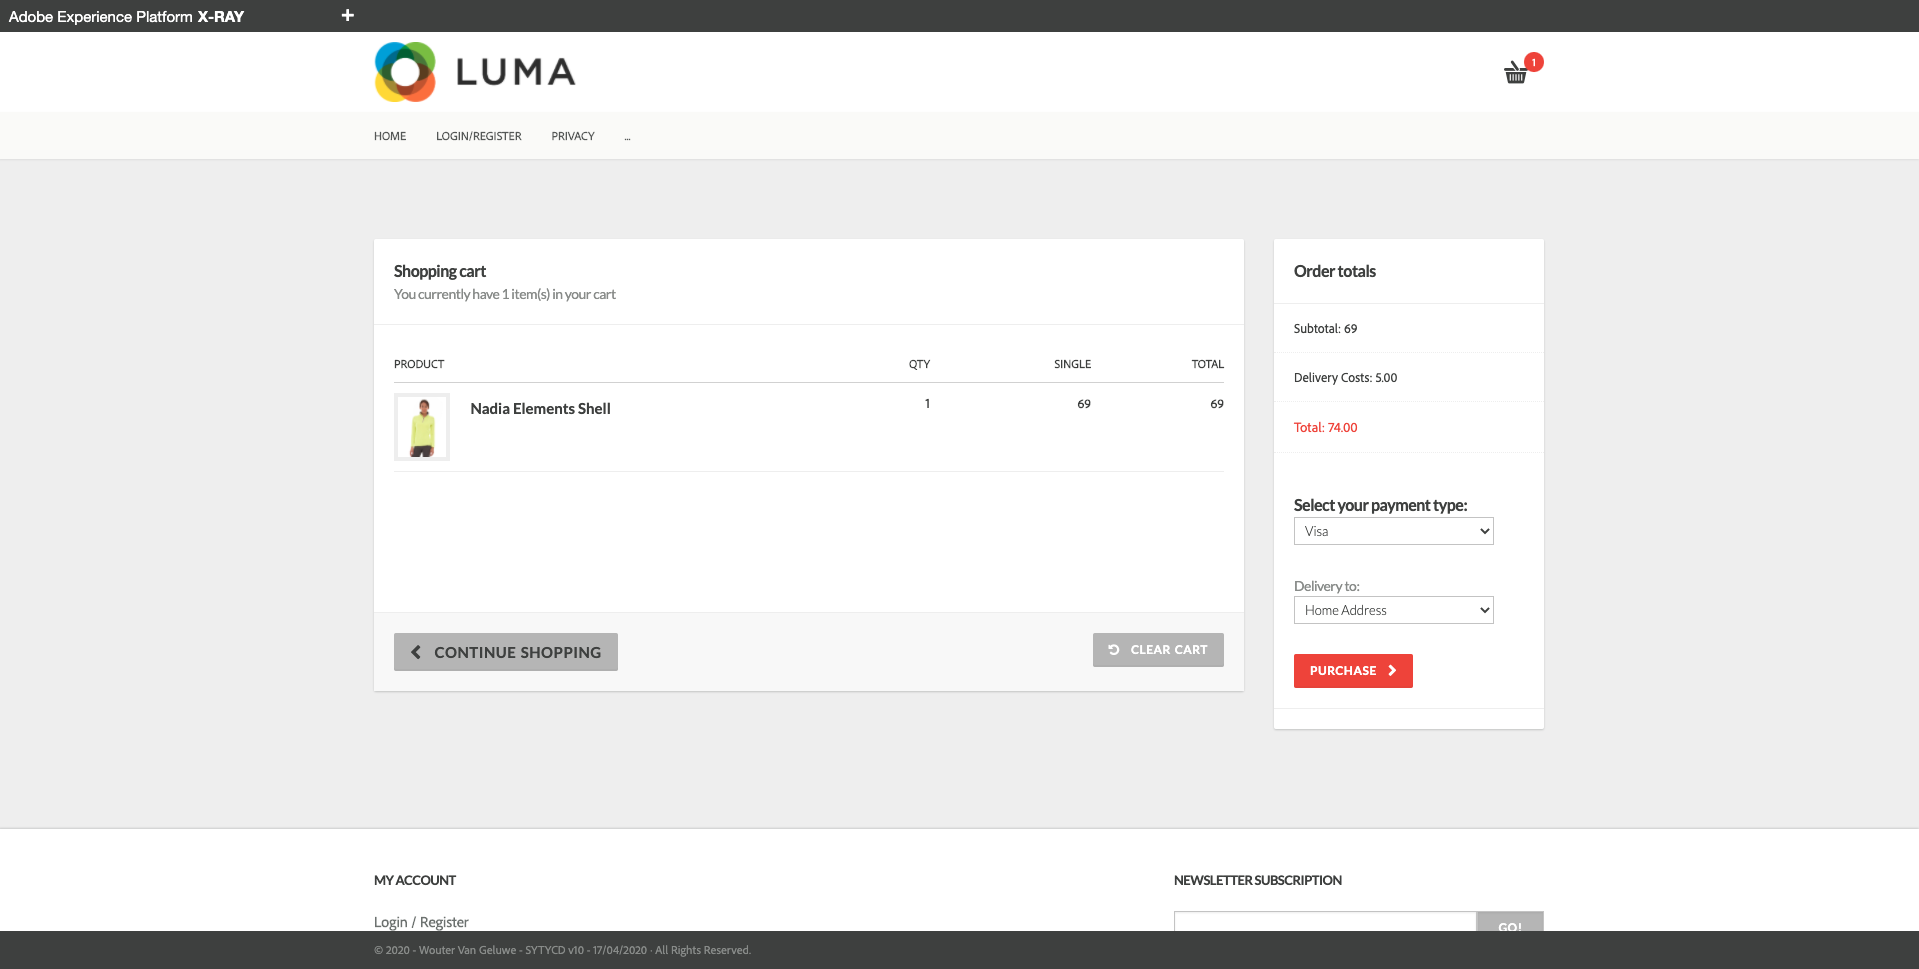 Adobe Experience Platform X-RAY
LUMA
1
HOME LOGIN/REGISTER PRIVACY ...
Shopping cart
You currently have 1 item(s) in your cart
PRODUCT QTY SINGLE TOTAL
Nadia Elements Shell 1 69 69
CONTINUE SHOPPING
CLEAR CART
Order totals
Subtotal: 69
Delivery Costs: 5.00
Total: 74.00
Select your payment type:
Visa
Delivery to:
Home Address
PURCHASE
MY ACCOUNT
Login / Register
NEWSLETTER SUBSCRIPTION
GO!
© 2020 - Wouter Van Geluwe - SYTYCD v10 - 17/04/2020 · All Rights Reserved.